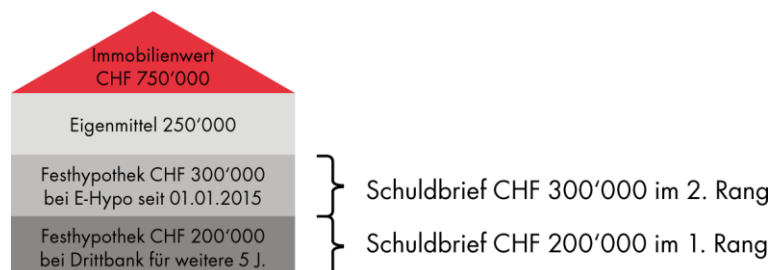 Immobilienwert
CHF 750‘000
Eigenmittel 250‘000
Festhypothek CHF 300‘000
bei E-Hypo seit 01.01.2015
Schuldbrief CHF 300‘000 im 2. Rang
Festhypothek CHF 200‘000
bei Drittbank für weitere 5 J.
Schuldbrief CHF 200‘000 im 1. Rang